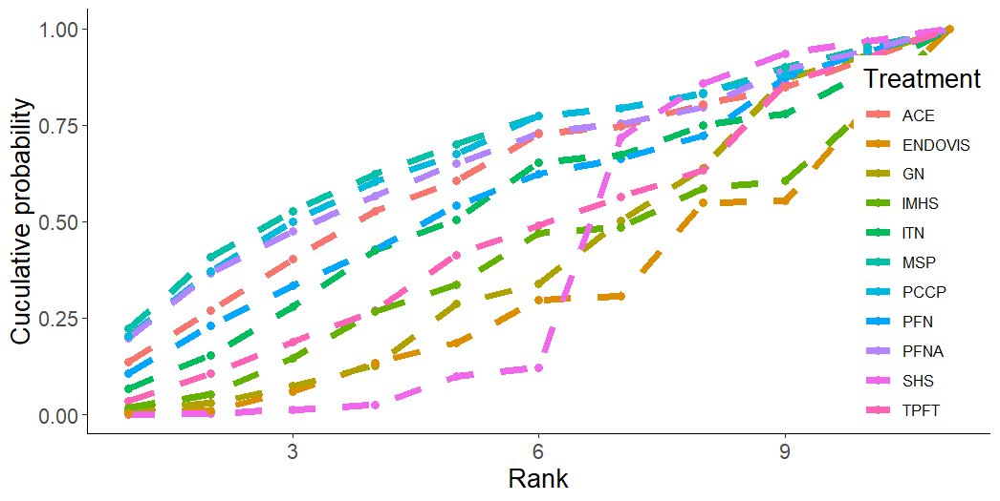 1.00
0.75
0.50
0.25
0.00
Cuculative probability
3
6
9
Rank
Treatment
ACE
ENDOVIS
GN
IMHS
ITN
MSP
PCCP
PFN
PFNA
SHS
TPFT